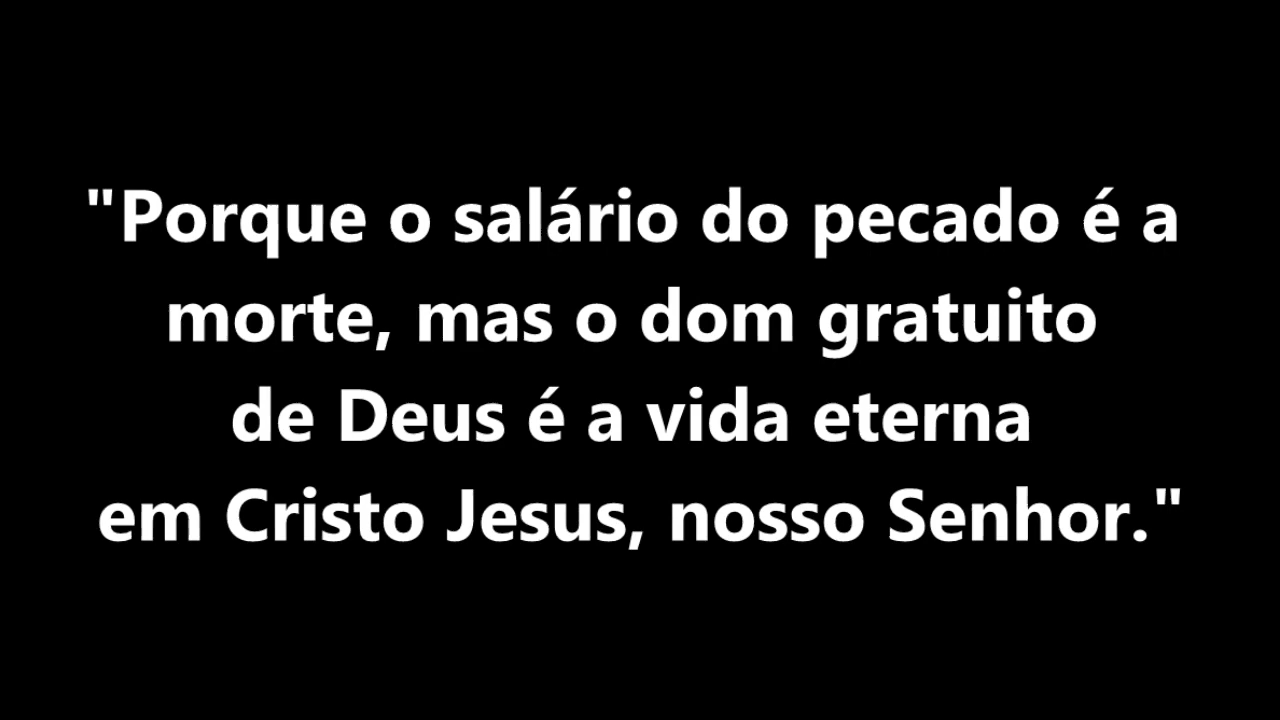 "Porque o salário do pecado é a
morte, mas o dom gratuito
de Deus é a vida eterna
em Cristo Jesus, nosso Senhor."